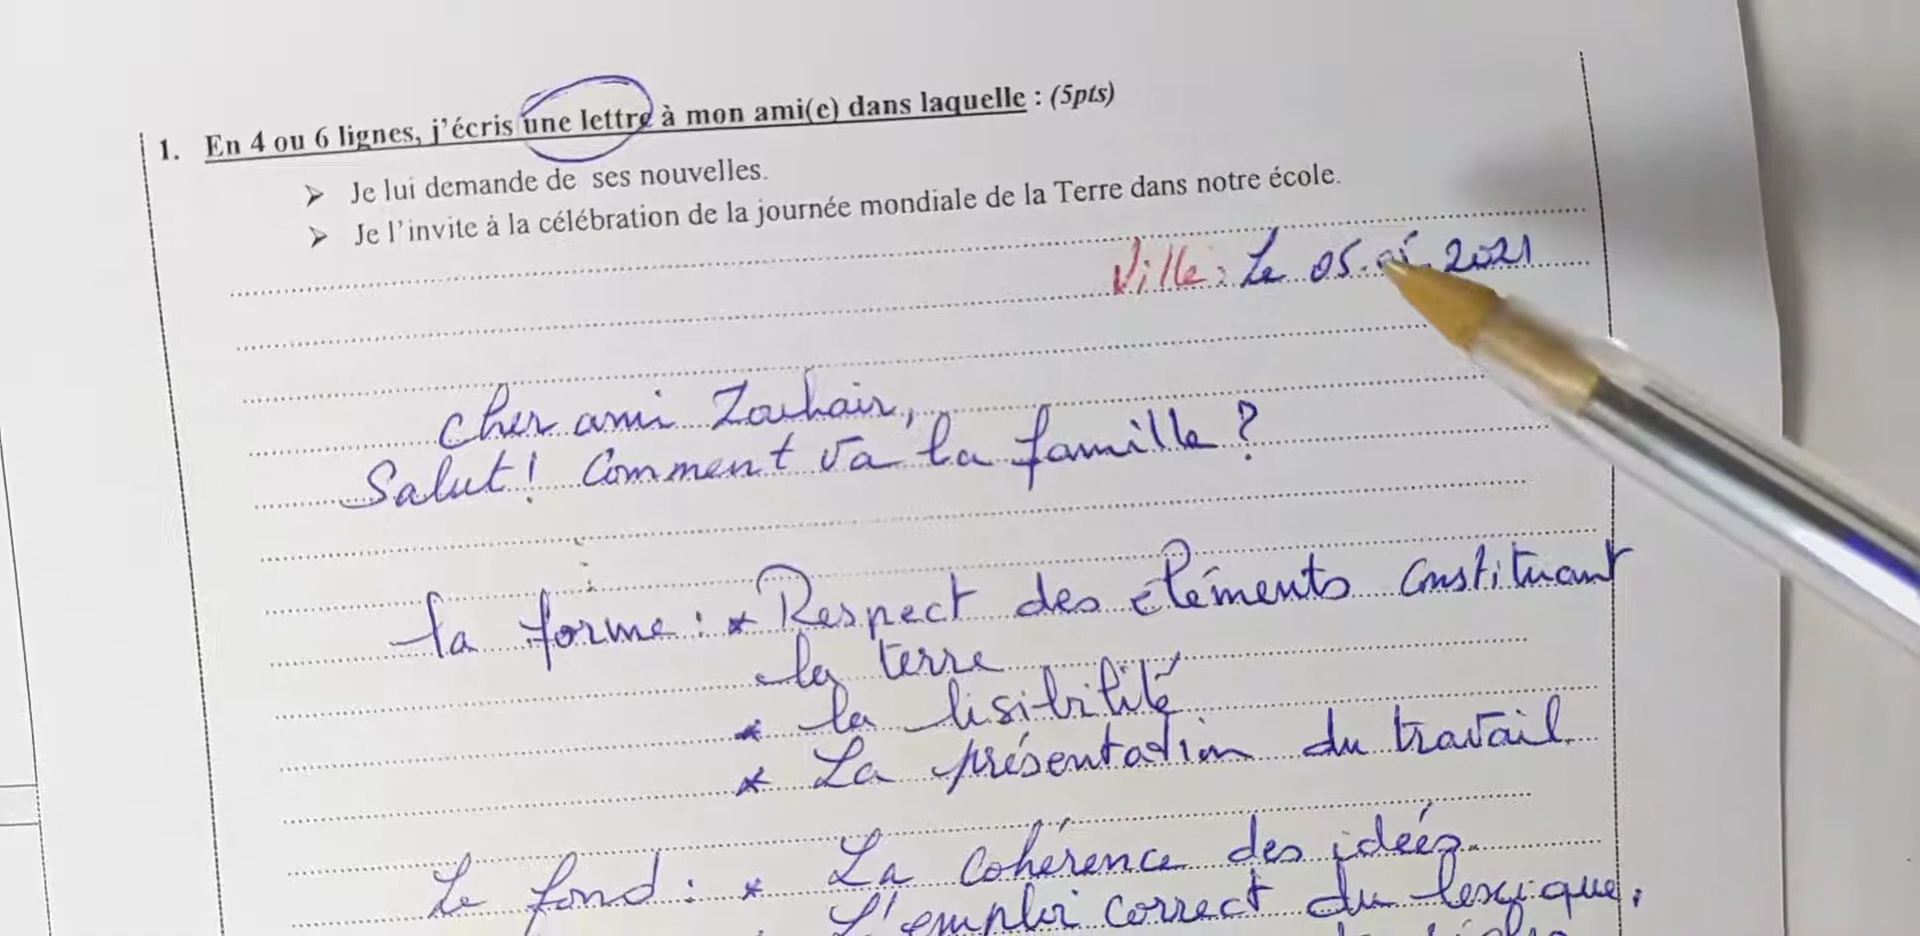 1. En 4 ou 6 lignes, j'écris une lettre à mon ami(e) dans laquelle : (5pts)
➢ Je lui demande de ses nouvelles.
➢ Je l'invite à la célébration de la journée mondiale de la Terre dans notre école.
Ville : Le 05. 2021
Cher ami Zouhair,
Salut ! Comment va la famille ?
La forme : * Respect des éléments constituant
la terre
* la lisibilité
* La présentation du travail
Le fond : * La cohérence des idées.
L'emploi correct du lexique,